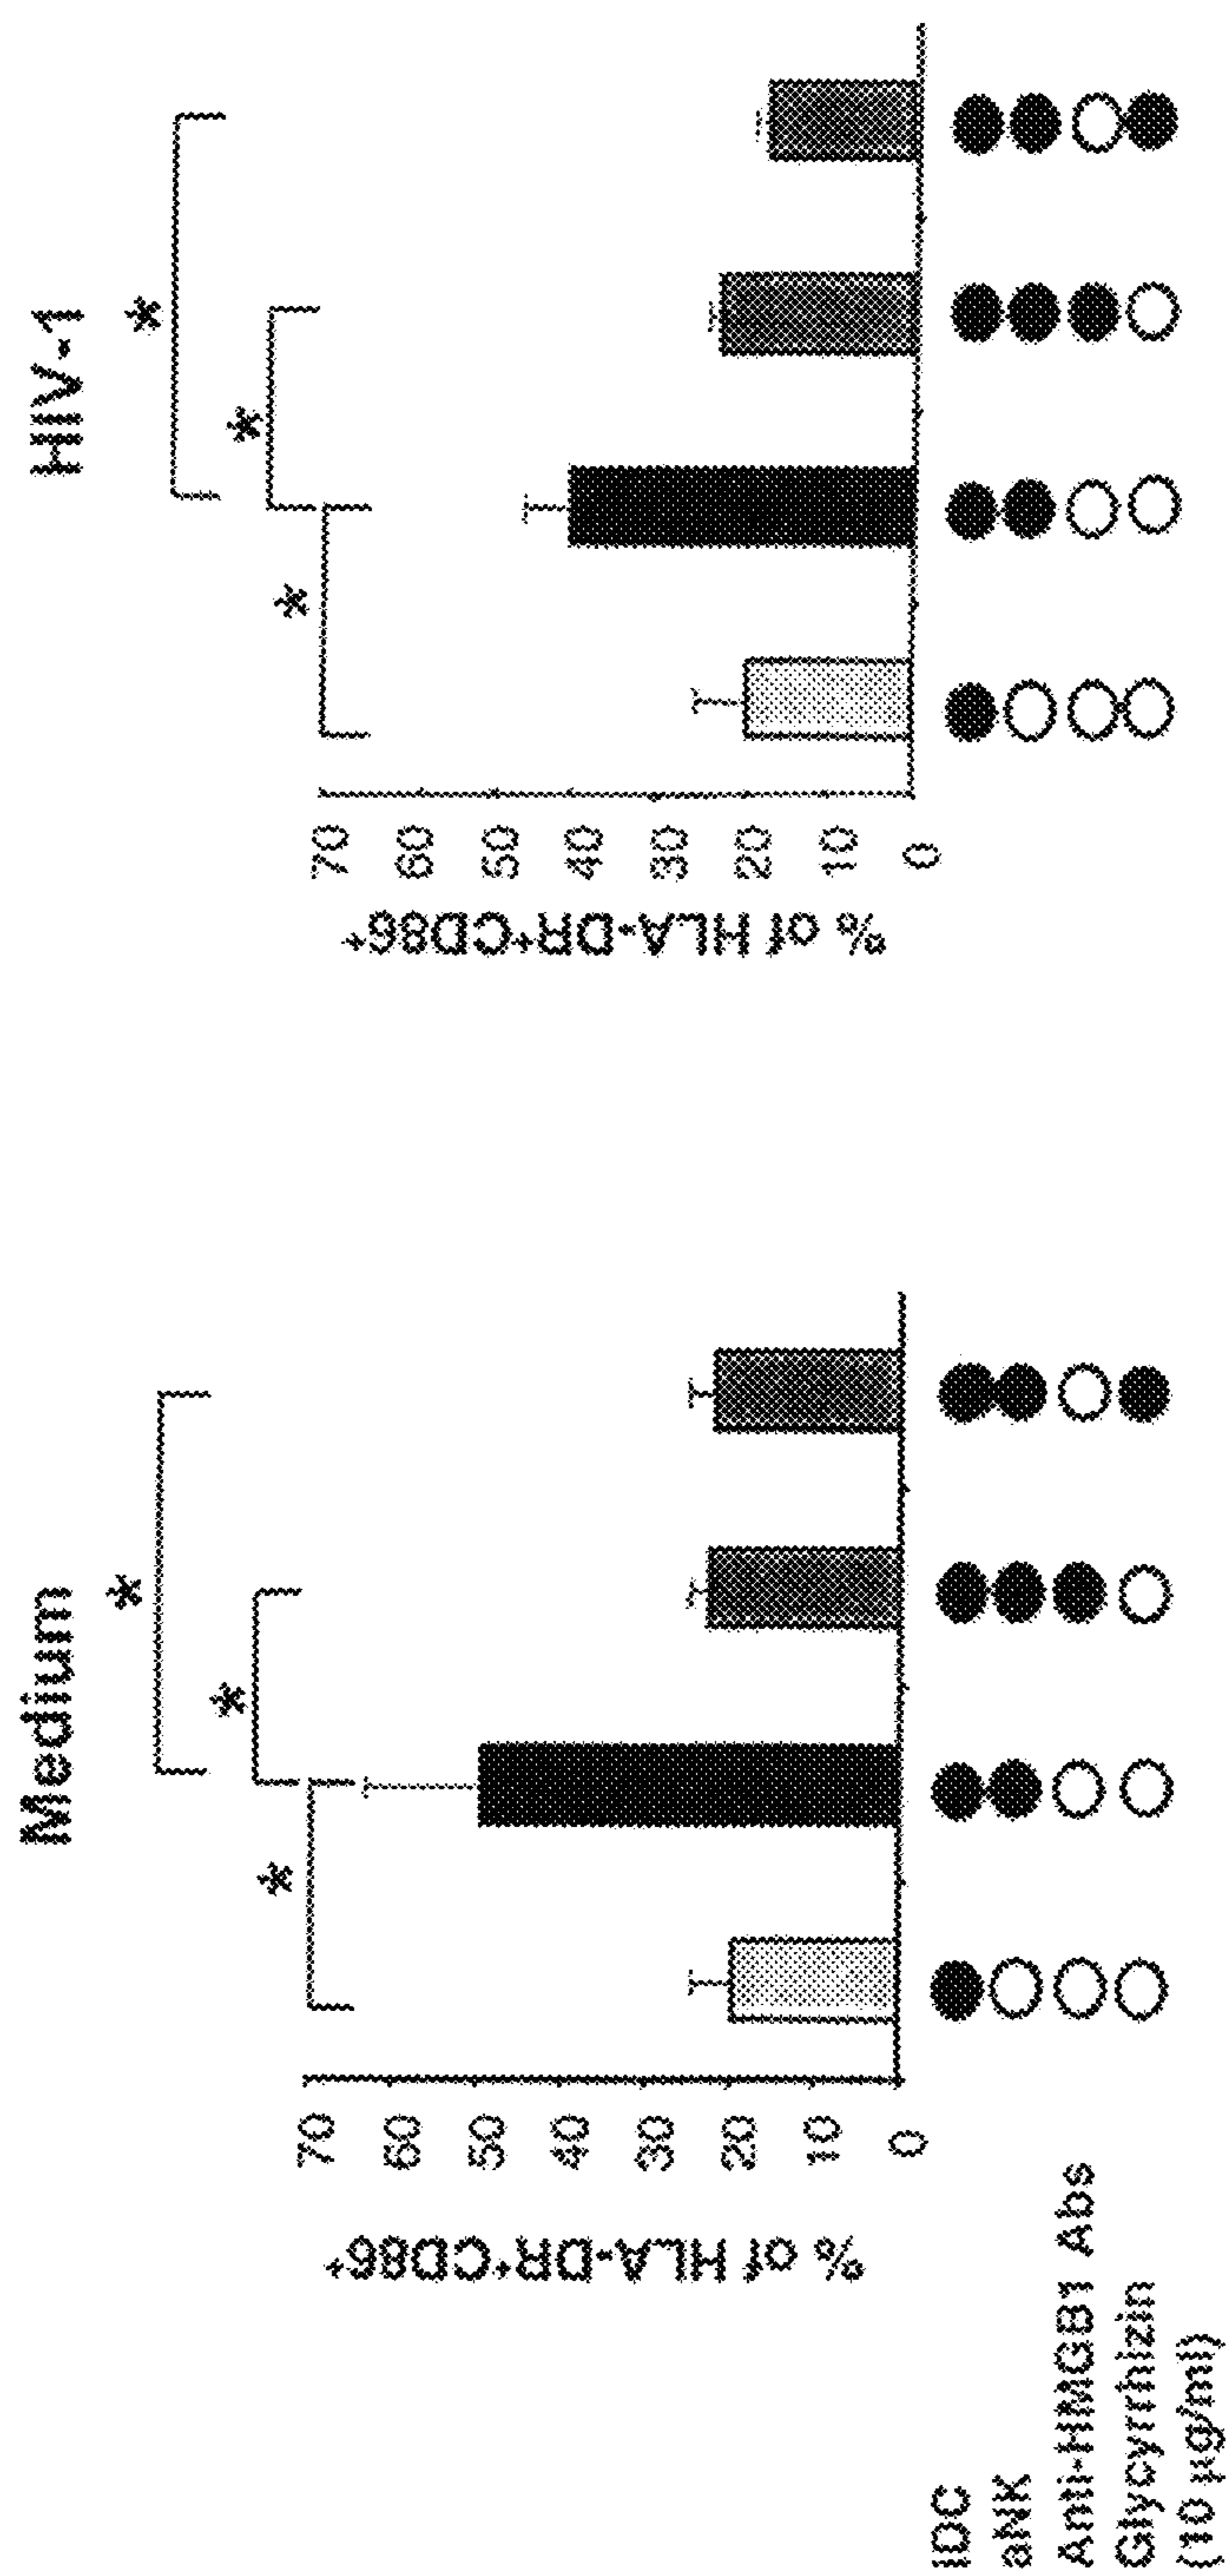 Medium
*
*
*
% of HLA-DR⁺CD86⁺
70
60
50
40
30
20
10
0
iDC
aNK
Anti-HMGB1 Abs
Glycyrrhizin
(10 µg/ml)
HIV-1
*
*
*
% of HLA-DR⁺CD86⁺
70
60
50
40
30
20
10
0